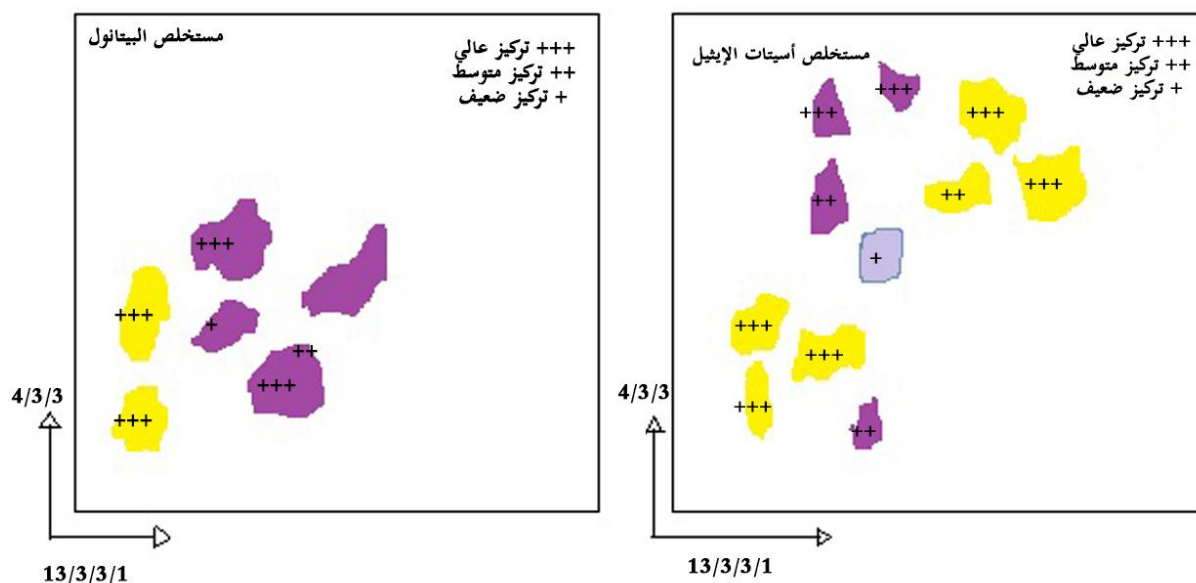 مستخلص البيتانول
+++ تركيز عالي
++ تركيز متوسط
+ تركيز ضعيف
+++
+++
+
++
+++
+++
4/3/3
13/3/3/1
مستخلص أسيتات الإيثيل
+++ تركيز عالي
++ تركيز متوسط
+ تركيز ضعيف
+++
+++
+++
+++
++
++
+
+++
+++
+++
++
4/3/3
13/3/3/1